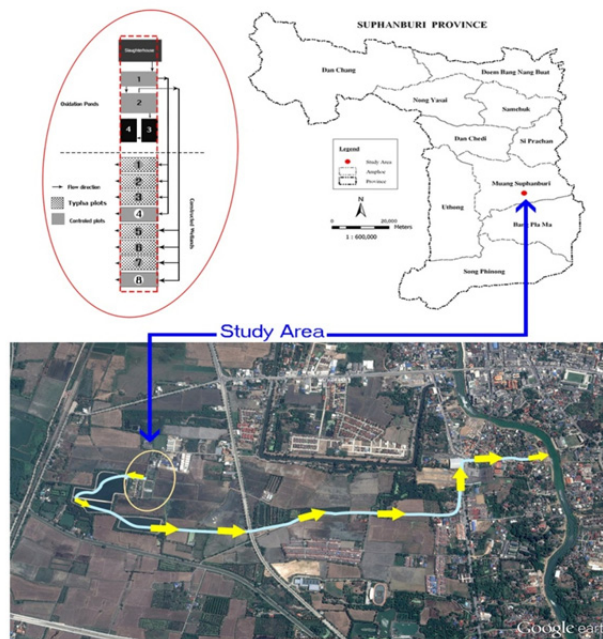 Slaughterhouse
1
2
4
3
Oxidation Ponds
1
2
3
4
5
6
7
8
Constructed Wetlands
Flow direction
Typha plots
Controled plots
SUPHANBURI PROVINCE
Dan Chang
Doem Bang Nang Buat
Nong Yasai
Samchuk
Dan Chedi
Si Prachan
Muang Suphanburi
Uthong
Bang Pla Ma
Song Phinong
Legend
Study Area
Amphoe
Province
N
0
20,000
Meters
1 : 600,000
Study Area
Google earth